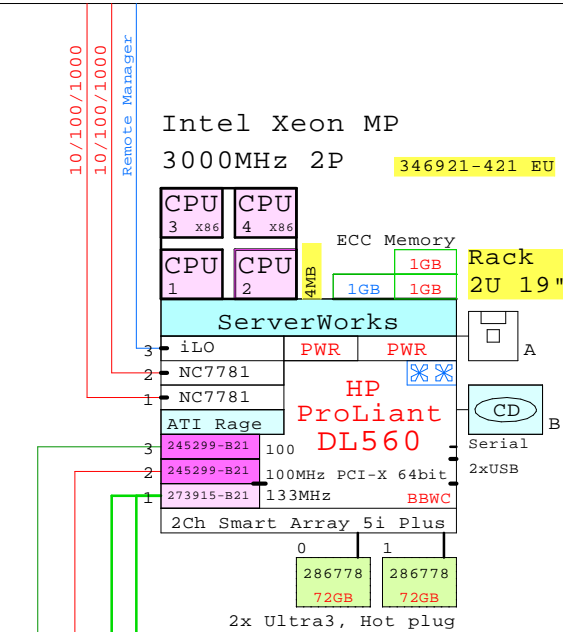 10/100/1000
10/100/1000
Remote Manager
Intel Xeon MP
3000MHz 2P
346921-421 EU
CPU
3 X86
CPU
4 X86
CPU
1
CPU
2
4MB
ECC Memory
1GB
1GB
1GB
Rack
2U 19"
ServerWorks
3 iLO
PWR
PWR
A
2 NC7781
1 NC7781
HP
ProLiant
DL560
CD
B
ATI Rage
3 245299-B21 100
Serial
2 245299-B21 100MHz PCI-X 64bit
2xUSB
1 273915-B21 133MHz
BBWC
2Ch Smart Array 5i Plus
0
1
286778
72GB
286778
72GB
2x Ultra3, Hot plug